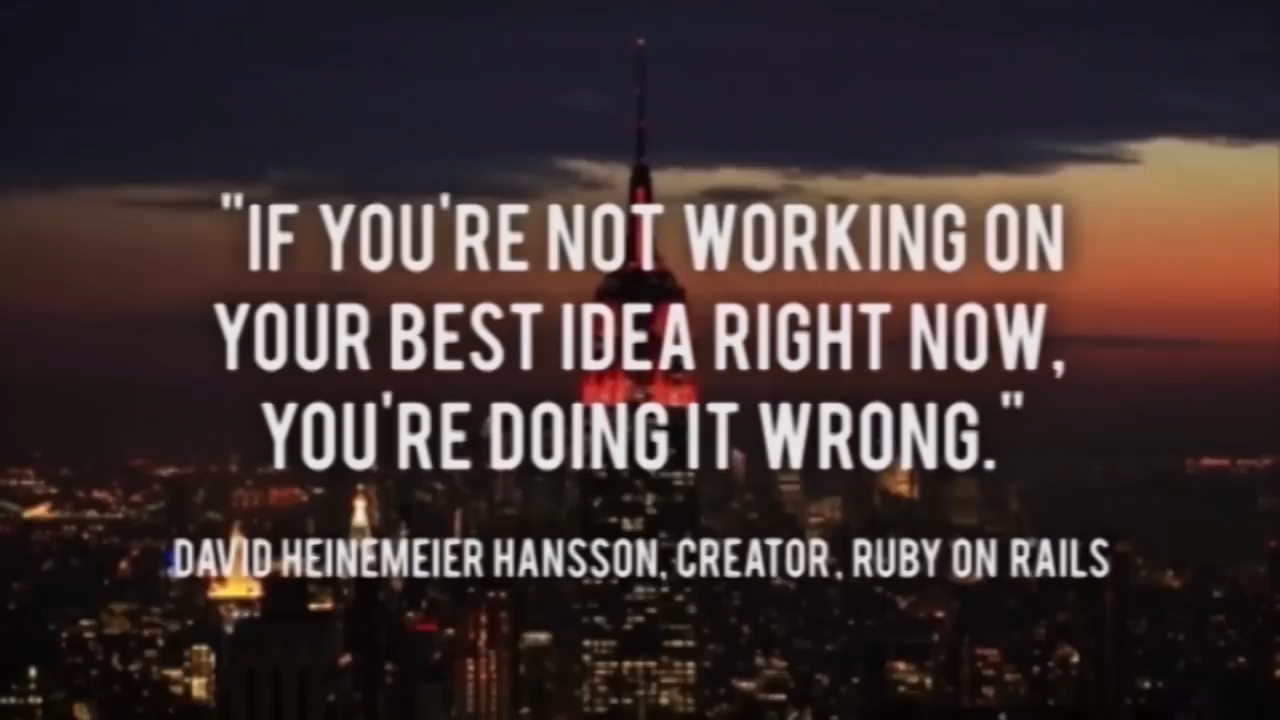 "IF YOU'RE NOT WORKING ON
YOUR BEST IDEA RIGHT NOW,
YOU'RE DOING IT WRONG."
DAVID HEINEMEIER HANSSON, CREATOR, RUBY ON RAILS